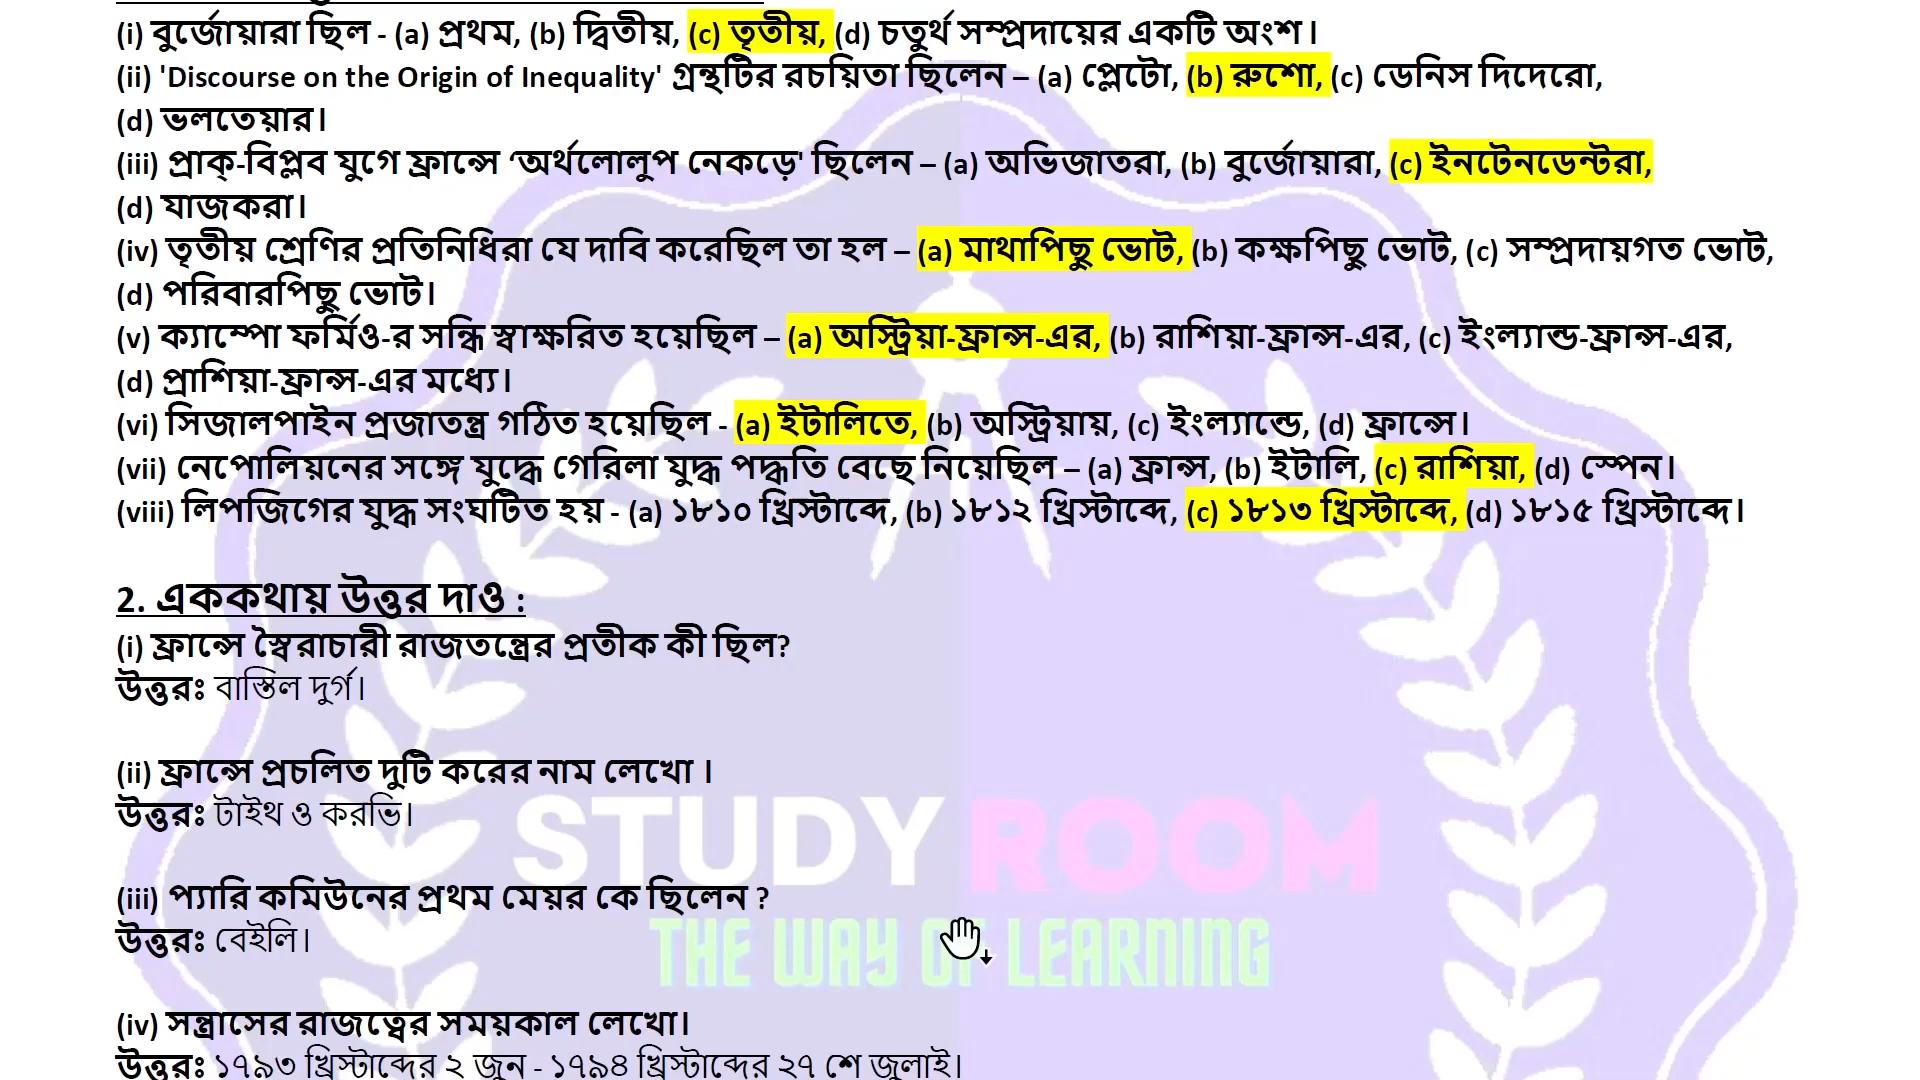 (i) বুর্জোয়ারা ছিল - (a) প্রথম, (b) দ্বিতীয়, (c) তৃতীয়, (d) চতুর্থ সম্প্রদায়ের একটি অংশ।
(ii) 'Discourse on the Origin of Inequality' গ্রন্থটির রচয়িতা ছিলেন – (a) প্লেটো, (b) রুশো, (c) ডেনিস দিদেরো,
(d) ভলতেয়ার।
(iii) প্রাক্-বিপ্লব যুগে ফ্রান্সে ‘অর্থলোলুপ নেকড়ে' ছিলেন – (a) অভিজাতরা, (b) বুর্জোয়ারা, (c) ইনটেনডেন্টরা,
(d) যাজকরা।
(iv) তৃতীয় শ্রেণির প্রতিনিধিরা যে দাবি করেছিল তা হল – (a) মাথাপিছু ভোট, (b) কক্ষপিছু ভোট, (c) সম্প্রদায়গত ভোট,
(d) পরিবারপিছু ভোট।
(v) ক্যাম্পো ফর্মিও-র সন্ধি স্বাক্ষরিত হয়েছিল – (a) অস্ট্রিয়া-ফ্রান্স-এর, (b) রাশিয়া-ফ্রান্স-এর, (c) ইংল্যান্ড-ফ্রান্স-এর,
(d) প্রাশিয়া-ফ্রান্স-এর মধ্যে।
(vi) সিজালপাইন প্রজাতন্ত্র গঠিত হয়েছিল - (a) ইটালিতে, (b) অস্ট্রিয়ায়, (c) ইংল্যান্ডে, (d) ফ্রান্সে।
(vii) নেপোলিয়নের সঙ্গে যুদ্ধে গেরিলা যুদ্ধ পদ্ধতি বেছে নিয়েছিল – (a) ফ্রান্স, (b) ইটালি, (c) রাশিয়া, (d) স্পেন।
(viii) লিপজিগের যুদ্ধ সংঘটিত হয় - (a) ১৮১০ খ্রিস্টাব্দে, (b) ১৮১২ খ্রিস্টাব্দে, (c) ১৮১৩ খ্রিস্টাব্দে, (d) ১৮১৫ খ্রিস্টাব্দে।
2. এককথায় উত্তর দাও :
(i) ফ্রান্সে স্বৈরাচারী রাজতন্ত্রের প্রতীক কী ছিল?
উত্তরঃ বাস্তিল দুর্গ।
(ii) ফ্রান্সে প্রচলিত দুটি করের নাম লেখো ।
উত্তরঃ টাইথ ও করভি।
STUDY ROOM
(iii) প্যারি কমিউনের প্রথম মেয়র কে ছিলেন ?
উত্তরঃ বেইলি।
THE WAY OF LEARNING
(iv) সন্ত্রাসের রাজত্বের সময়কাল লেখো।
উত্তরঃ ১৭৯৩ খ্রিস্টাব্দের ২ জুন - ১৭৯৪ খ্রিস্টাব্দের ২৭ শে জুলাই।